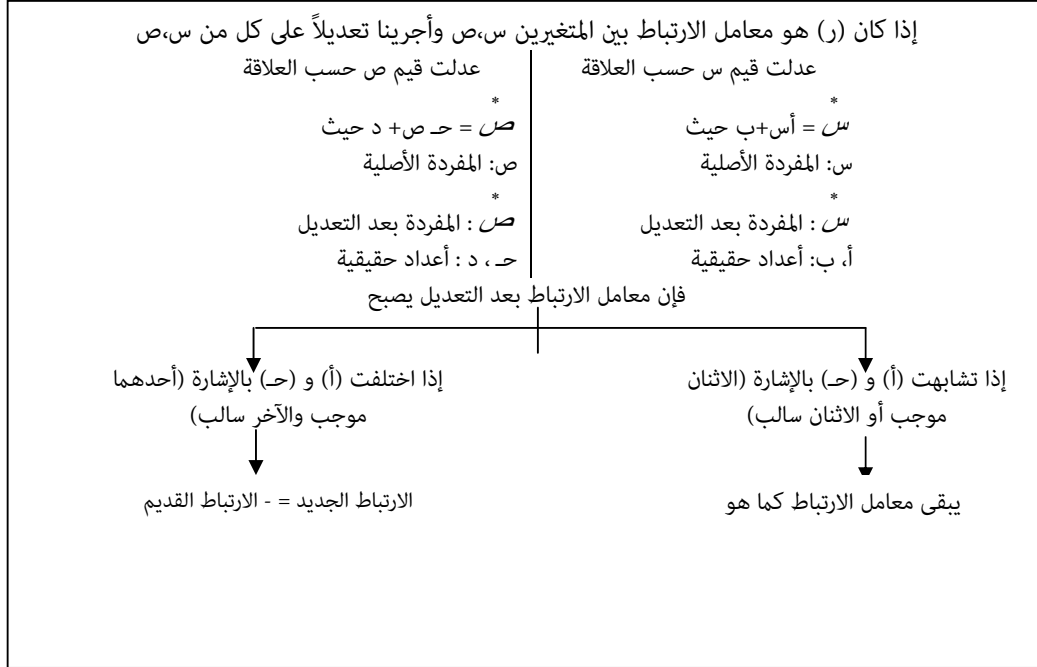 إذا كان (ر) هو معامل الارتباط بين المتغيرين س،ص وأجرينا تعديلاً على كل من س،ص
عدلت قيم س حسب العلاقة
*
س = أس+ب حيث
س: المفردة الأصلية
*
س : المفردة بعد التعديل
أ، ب: أعداد حقيقية
عدلت قيم ص حسب العلاقة
*
ص = حـ ص+ د حيث
ص: المفردة الأصلية
*
ص : المفردة بعد التعديل
حـ ، د : أعداد حقيقية
فإن معامل الارتباط بعد التعديل يصبح
إذا تشابهت (أ) و (حـ) بالإشارة (الاثنان
موجب أو الاثنان سالب)
يبقى معامل الارتباط كما هو
إذا اختلفت (أ) و (حـ) بالإشارة (أحدهما
موجب والآخر سالب)
الارتباط الجديد = - الارتباط القديم